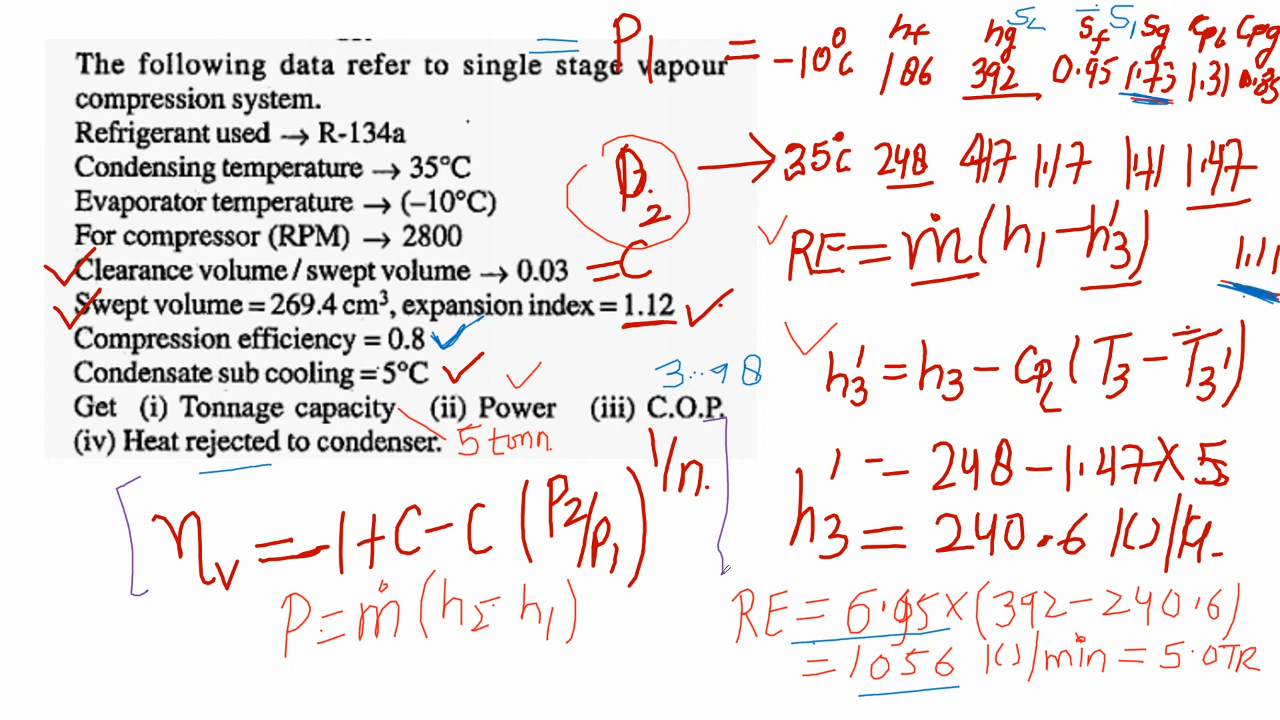 The following data refer to single stage vapour
compression system.
Refrigerant used → R-134a
Condensing temperature → 35°C
Evaporator temperature → (−10°C)
For compressor (RPM) → 2800
Clearance volume / swept volume → 0.03
Swept volume = 269.4 cm³, expansion index = 1.12
Compression efficiency = 0.8
Condensate sub cooling = 5°C
Get (i) Tonnage capacity (ii) Power (iii) C.O.P.
(iv) Heat rejected to condenser.
5 tonn
= C
3..98
ηv = 1 + C − C (P2/P1)^1/n.
P = ṁ (h2 − h1)
hf hg S2 Sf S1 Sg CpL Cpg
P1 = −10°C 186 392 0.95 1.73 1.31 0.85
P2 → 35°C 248 417 1.17 1.71 1.47
1.11
RE = ṁ (h1 − h3')
h3' = h3 − CpL (T3 − T3')
h3' = 248 − 1.47 × 5
= 240.6 KJ/Kg
RE = 6.95 × (392 − 240.6)
= 1056 KJ/min = 5.0TR